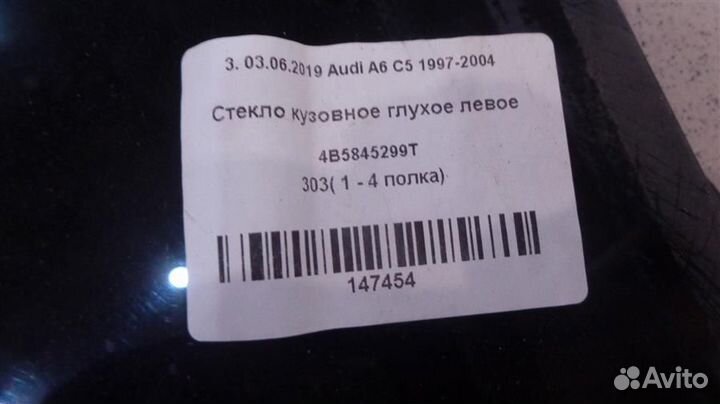 3. 03.06.2019 Audi A6 C5 1997-2004
Стекло кузовное глухое левое
4B5845299T
303( 1 - 4 полка)
147454
Avito